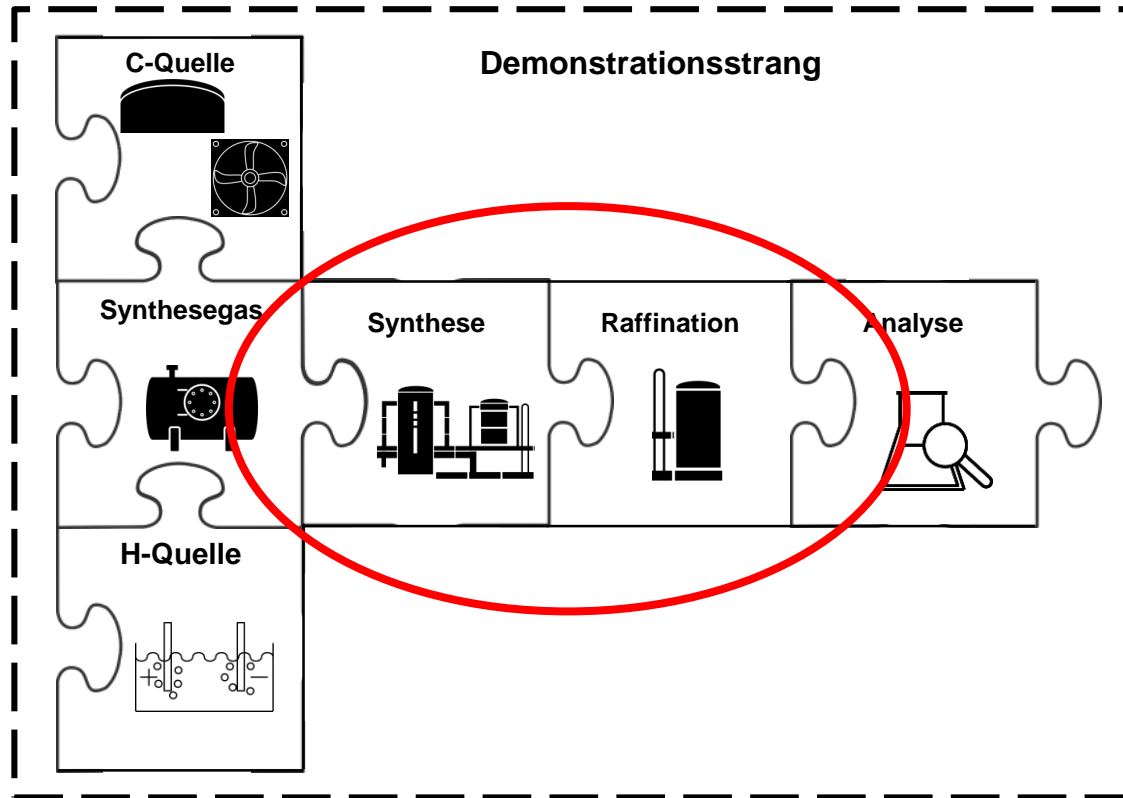 C-Quelle
Demonstrationsstrang
Synthesegas
Synthese
Raffination
Analyse
H-Quelle
+
−